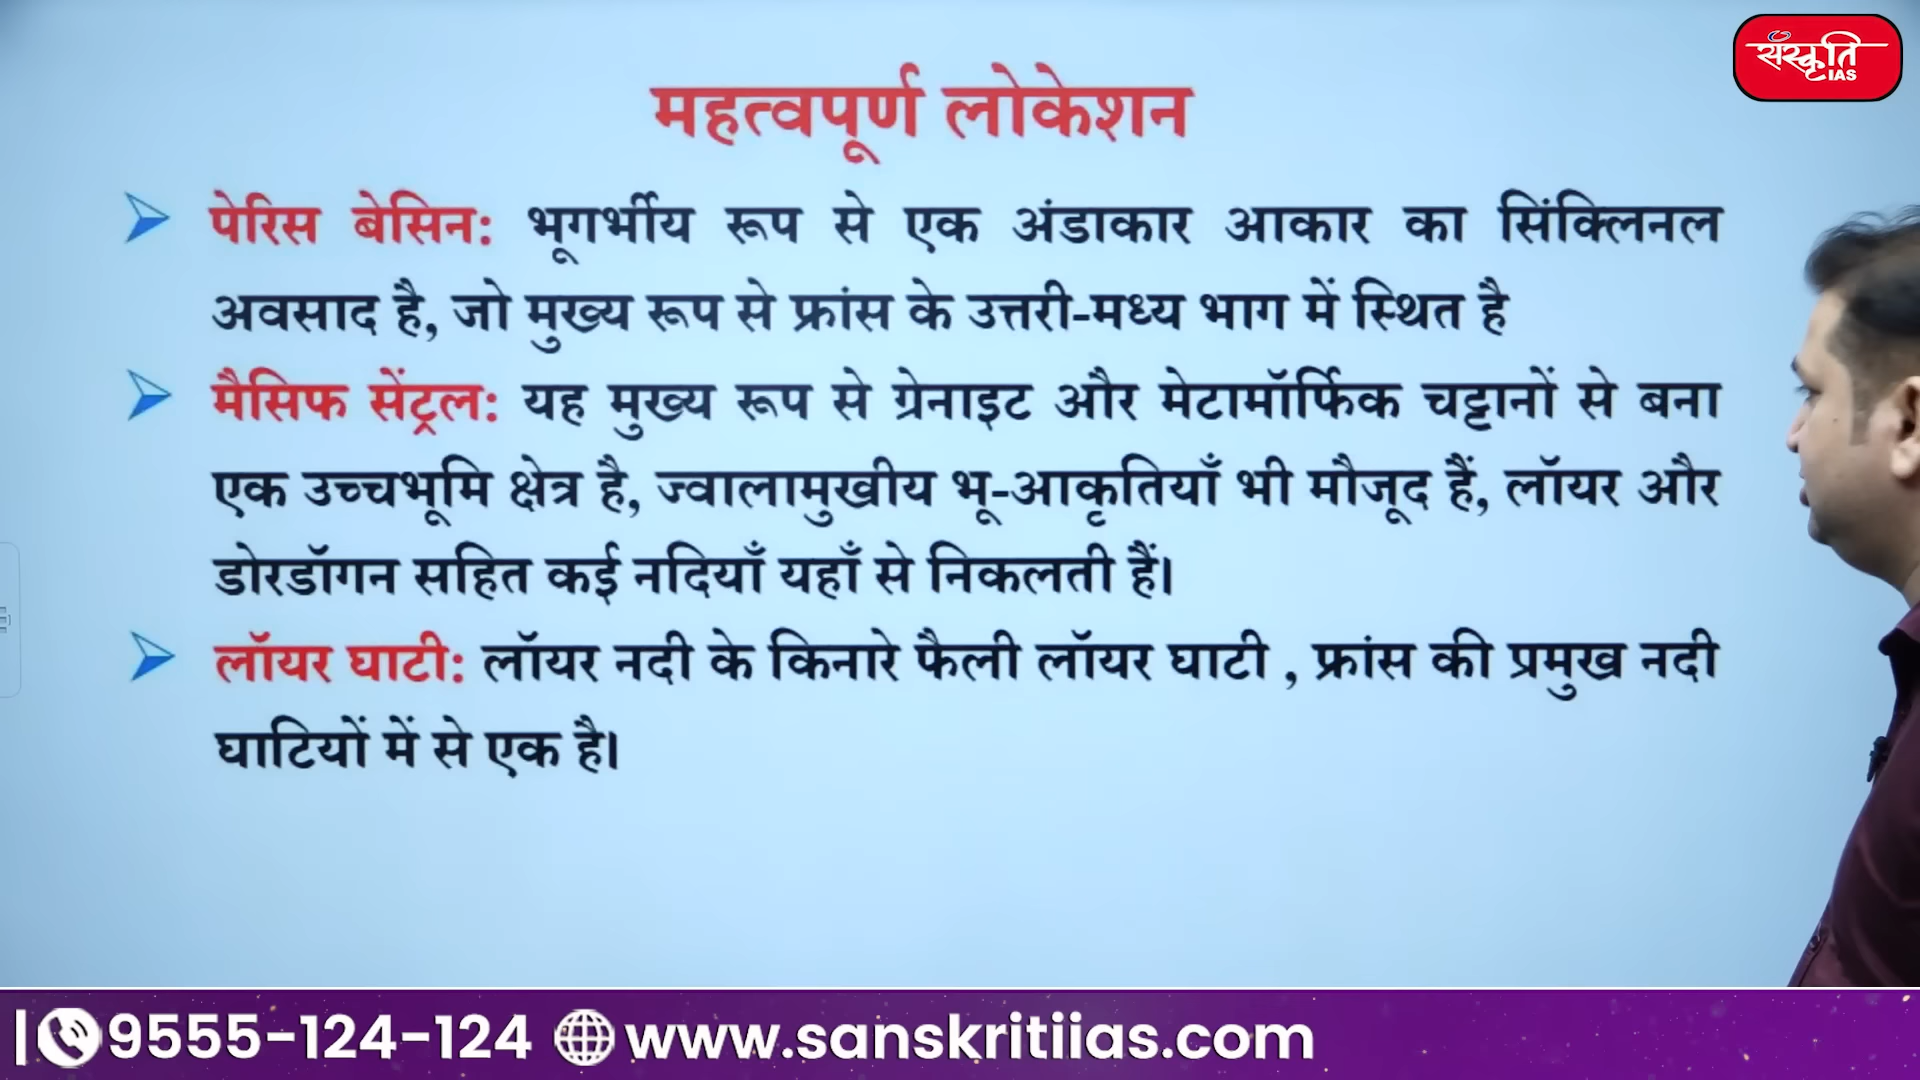 संस्कृति
IAS
महत्वपूर्ण लोकेशन
पेरिस बेसिन: भूगर्भीय रूप से एक अंडाकार आकार का सिंक्लिनल
अवसाद है, जो मुख्य रूप से फ्रांस के उत्तरी-मध्य भाग में स्थित है
मैसिफ सेंट्रल: यह मुख्य रूप से ग्रेनाइट और मेटामॉर्फिक चट्टानों से बना
एक उच्चभूमि क्षेत्र है, ज्वालामुखीय भू-आकृतियाँ भी मौजूद हैं, लॉयर और
डोरडॉगन सहित कई नदियाँ यहाँ से निकलती हैं।
लॉयर घाटी: लॉयर नदी के किनारे फैली लॉयर घाटी , फ्रांस की प्रमुख नदी
घाटियों में से एक है।
9555-124-124 www.sanskritiias.com